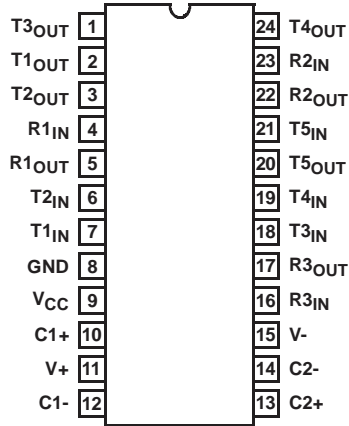 T3OUT 1 24 T4OUT
T1OUT 2 23 R2IN
T2OUT 3 22 R2OUT
R1IN 4 21 T5IN
R1OUT 5 20 T5OUT
T2IN 6 19 T4IN
T1IN 7 18 T3IN
GND 8 17 R3OUT
VCC 9 16 R3IN
C1+ 10 15 V-
V+ 11 14 C2-
C1- 12 13 C2+